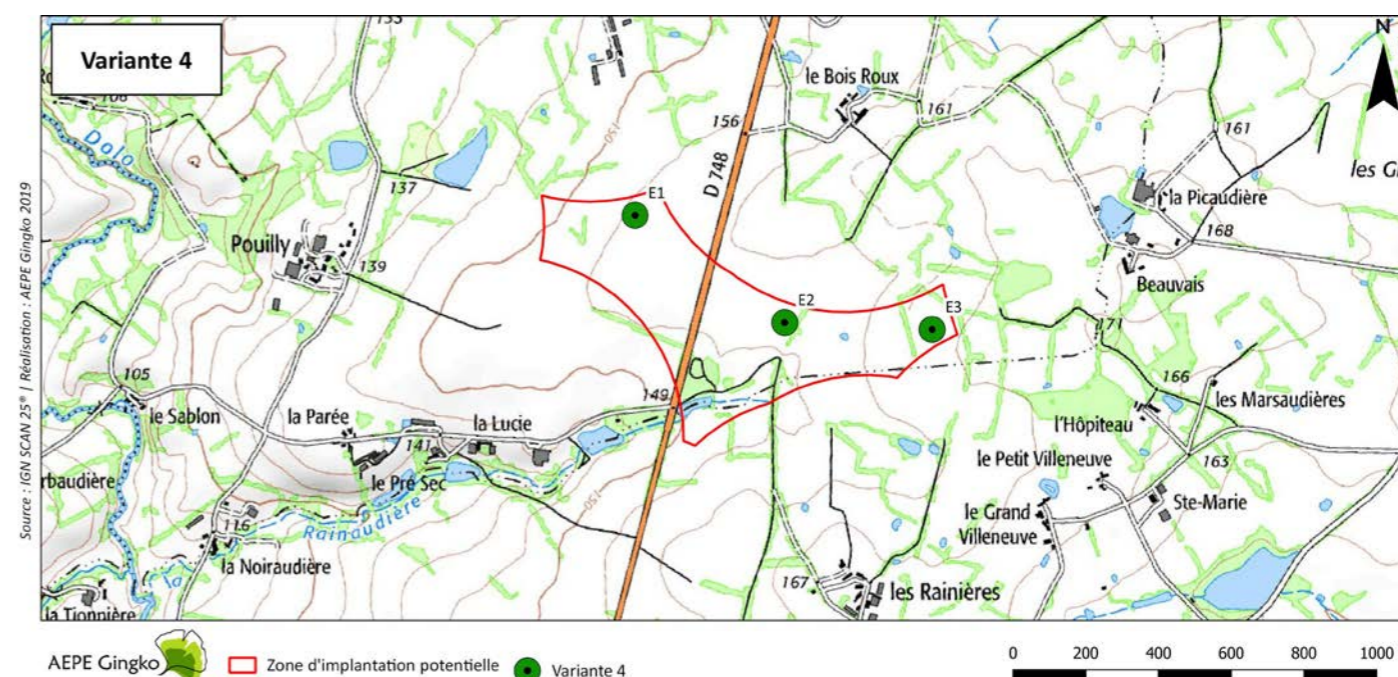 Variante 4
133
N
le Bois Roux
161
156
150
D 748
106
Dolo
137
161
les G
la Picaudière
168
Pouilly
139
E1
Beauvais
E2
E3
171
105
le Sablon
la Parée
141
la Lucie
149
166
les Marsaudières
l'Hôpiteau
le Pré Sec
150
163
le Petit Villeneuve
Ste-Marie
le Grand
Villeneuve
rbaudière
116
la Rainaudière
la Noiraudière
167
les Rainières
la Tionnière
Source : IGN SCAN 25® | Réalisation : AEPE Gingko 2019
AEPE Gingko
Zone d'implantation potentielle
Variante 4
0 200 400 600 800 1000